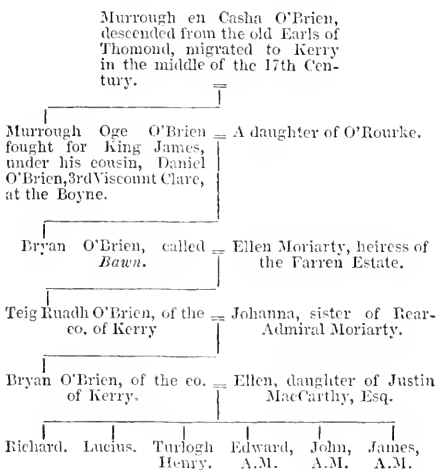 Murrough en Casha O'Brien,
descended from the old Earls of
Thomond, migrated to Kerry
in the middle of the 17th Cen-
tury.
Murrough Oge O'Brien = A daughter of O'Rourke.
fought for King James,
under his cousin, Daniel
O'Brien, 3rd Viscount Clare,
at the Boyne.
Bryan O'Brien, called = Ellen Moriarty, heiress of
Bawn. the Farren Estate.
Teig Ruadh O'Brien, of the = Johanna, sister of Rear-
co. of Kerry Admiral Moriarty.
Bryan O'Brien, of the co. = Ellen, daughter of Justin
of Kerry. MacCarthy, Esq.
Richard. Lucius. Turlogh Edward, John, James,
Henry. A.M. A.M. A.M.